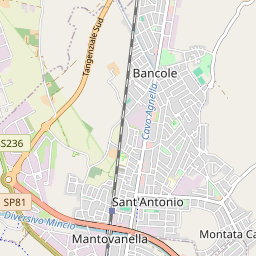 Tangenziale Sud
Bancole
Cavo Agnella
S236
SP81
Sant'Antonio
Diversivo Mincio
Mantovanella
Montata Ca